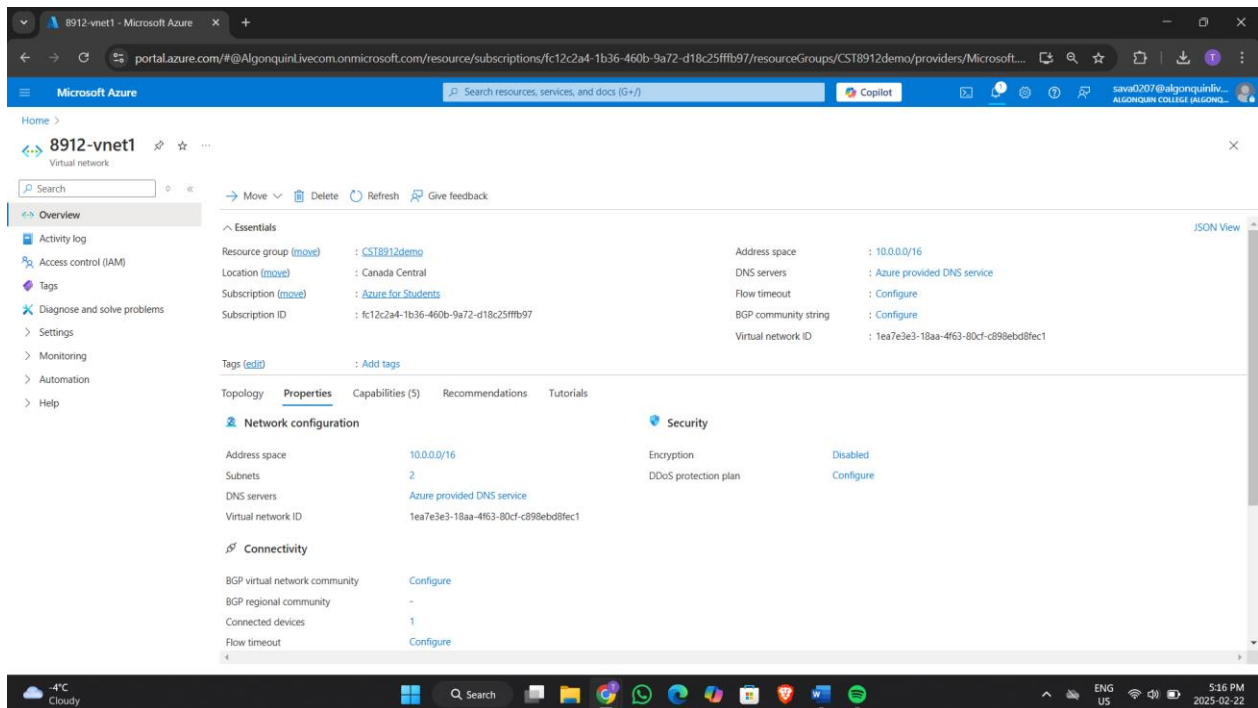 8912-vnet1 - Microsoft Azure
portal.azure.com/#@AlgonquinLivecom.onmicrosoft.com/resource/subscriptions/fc12c2a4-1b36-460b-9a72-d18c25fffb97/resourceGroups/CST8912demo/providers/Microsoft....
T
Microsoft Azure
Search resources, services, and docs (G+/)
Copilot
1
sava0207@algonquinliv...
ALGONQUIN COLLEGE (ALGONQ...
Home >
8912-vnet1
Virtual network
Search
Overview
Activity log
Access control (IAM)
Tags
Diagnose and solve problems
Settings
Monitoring
Automation
Help
Move Delete Refresh Give feedback
Essentials JSON View
Resource group (move) : CST8912demo
Location (move) : Canada Central
Subscription (move) : Azure for Students
Subscription ID : fc12c2a4-1b36-460b-9a72-d18c25fffb97
Address space : 10.0.0.0/16
DNS servers : Azure provided DNS service
Flow timeout : Configure
BGP community string : Configure
Virtual network ID : 1ea7e3e3-18aa-4f63-80cf-c898ebd8fec1
Tags (edit) : Add tags
Topology Properties Capabilities (5) Recommendations Tutorials
Network configuration
Address space 10.0.0.0/16
Subnets 2
DNS servers Azure provided DNS service
Virtual network ID 1ea7e3e3-18aa-4f63-80cf-c898ebd8fec1
Security
Encryption Disabled
DDoS protection plan Configure
Connectivity
BGP virtual network community Configure
BGP regional community -
Connected devices 1
Flow timeout Configure
-4°C
Cloudy
Search
ENG
US
5:16 PM
2025-02-22